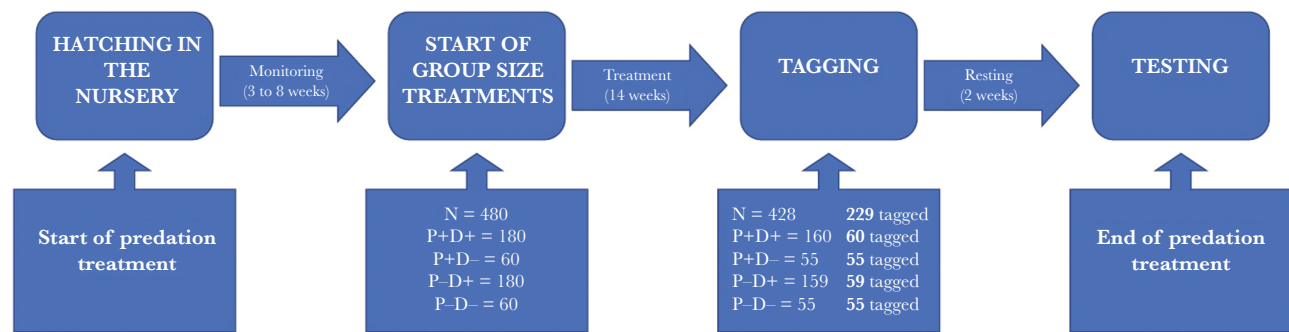 HATCHING IN
THE
NURSERY
Monitoring
(3 to 8 weeks)
START OF
GROUP SIZE
TREATMENTS
Treatment
(14 weeks)
TAGGING
Resting
(2 weeks)
TESTING
Start of predation
treatment
N = 480
P+D+ = 180
P+D– = 60
P–D+ = 180
P–D– = 60
N = 428 229 tagged
P+D+ = 160 60 tagged
P+D– = 55 55 tagged
P–D+ = 159 59 tagged
P–D– = 55 55 tagged
End of predation
treatment